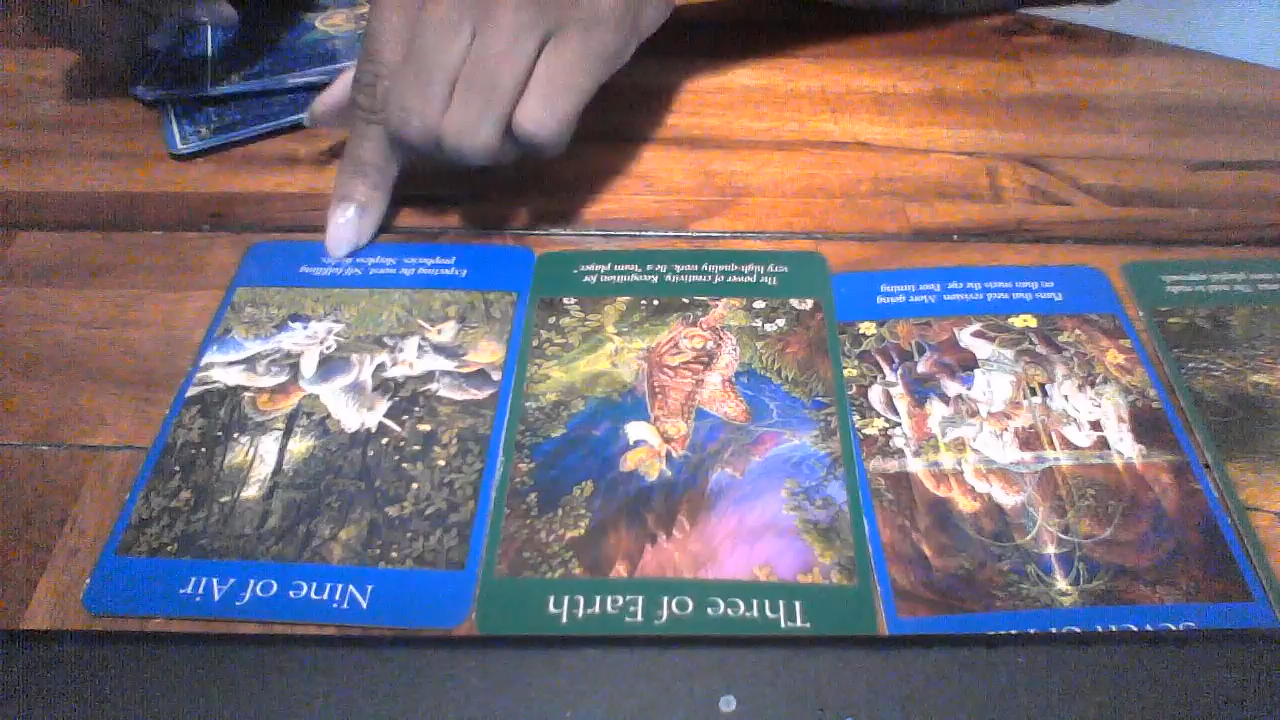 Nine of Air
Expecting the worst. Self-fulfilling
prophecies. Sleepless nights.
Three of Earth
The power of creativity. Recognition for
very high-quality work. Be a "team player."
Seven of
Plans that need revision. More going
on than meets the eye. Poor timing.